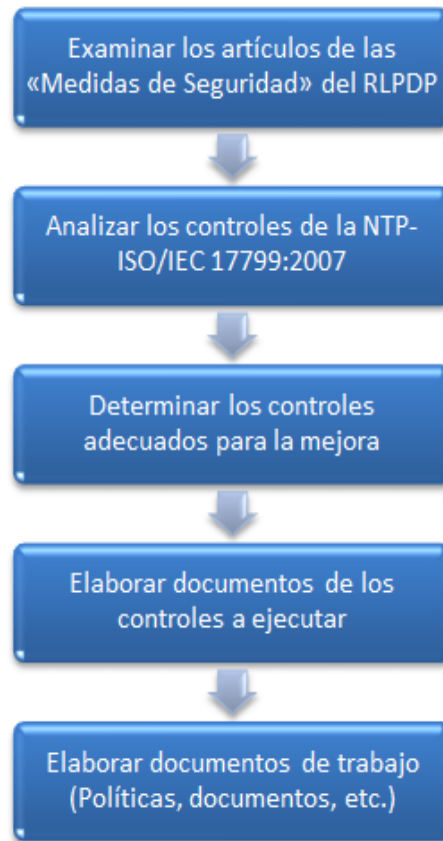 Examinar los artículos de las
«Medidas de Seguridad» del RLPDP
Analizar los controles de la NTP-
ISO/IEC 17799:2007
Determinar los controles
adecuados para la mejora
Elaborar documentos de los
controles a ejecutar
Elaborar documentos de trabajo
(Políticas, documentos, etc.)